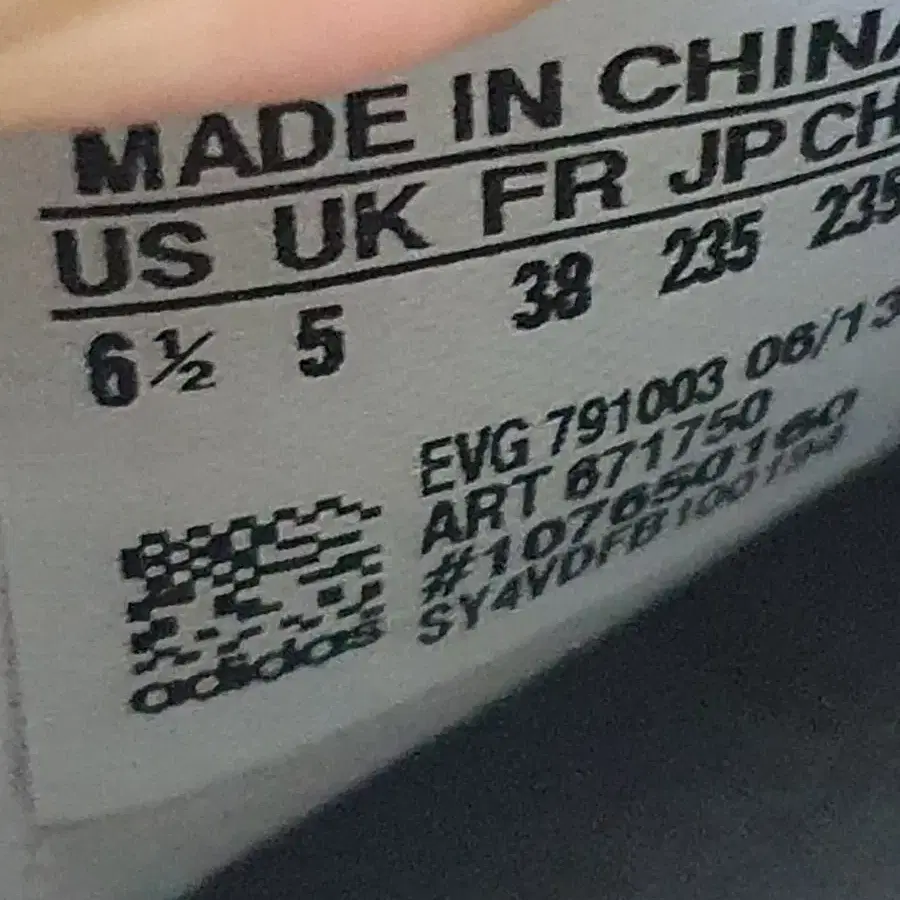 MADE IN CHINA
US UK FR JP CH
6½ 5 38 235 235
EVG 791003 06/13
ART 671750
#107650160
SY4VDFB100194
adidas